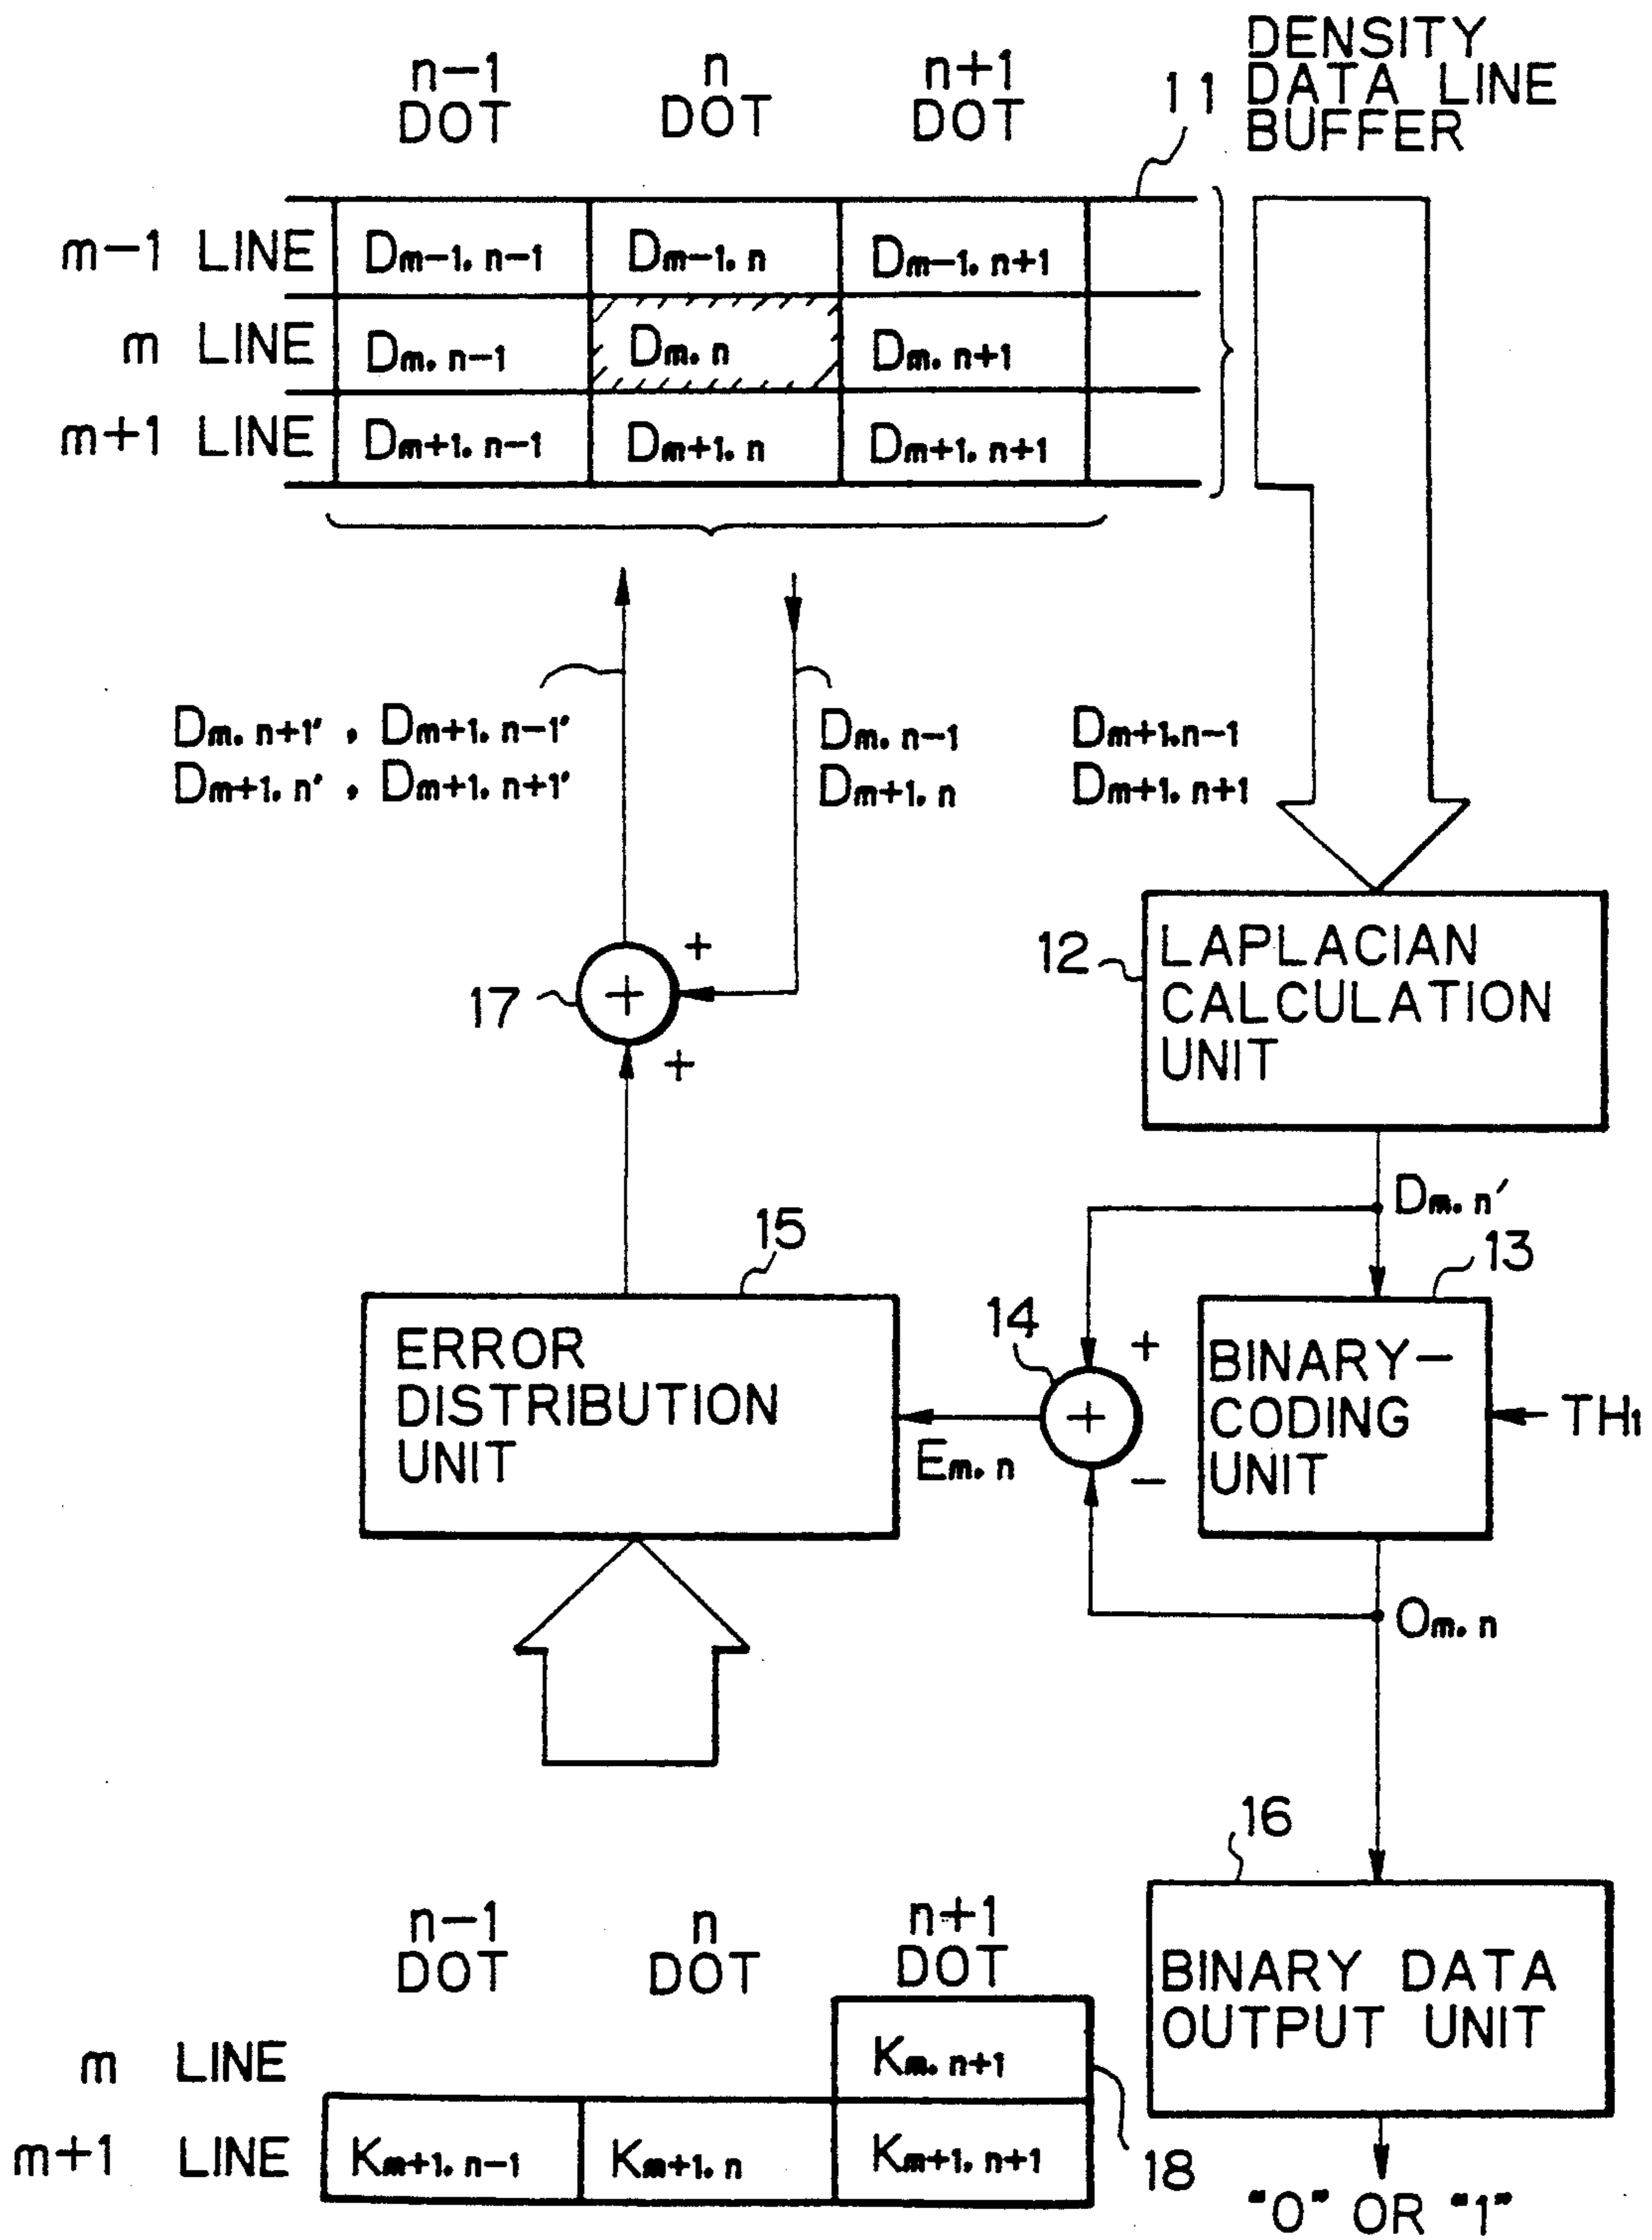 n-1 n n+1
DOT DOT DOT
11 DENSITY
DATA LINE
BUFFER
m-1 LINE Dm-1.n-1 Dm-1.n Dm-1.n+1
m LINE Dm.n-1 Dm.n Dm.n+1
m+1 LINE Dm+1.n-1 Dm+1.n Dm+1.n+1
Dm.n+1' , Dm+1.n-1'
Dm+1.n' , Dm+1.n+1'
Dm.n-1 Dm+1.n-1
Dm+1.n Dm+1.n+1
12 LAPLACIAN
CALCULATION
UNIT
17 + + +
Dm.n'
15
ERROR
DISTRIBUTION
UNIT
14 + + -
Em.n
13
BINARY-
CODING
UNIT
TH1
Om.n
16
BINARY DATA
OUTPUT UNIT
"0" OR "1"
n-1 n n+1
DOT DOT DOT
m LINE Km.n+1
m+1 LINE Km+1.n-1 Km+1.n Km+1.n+1
18